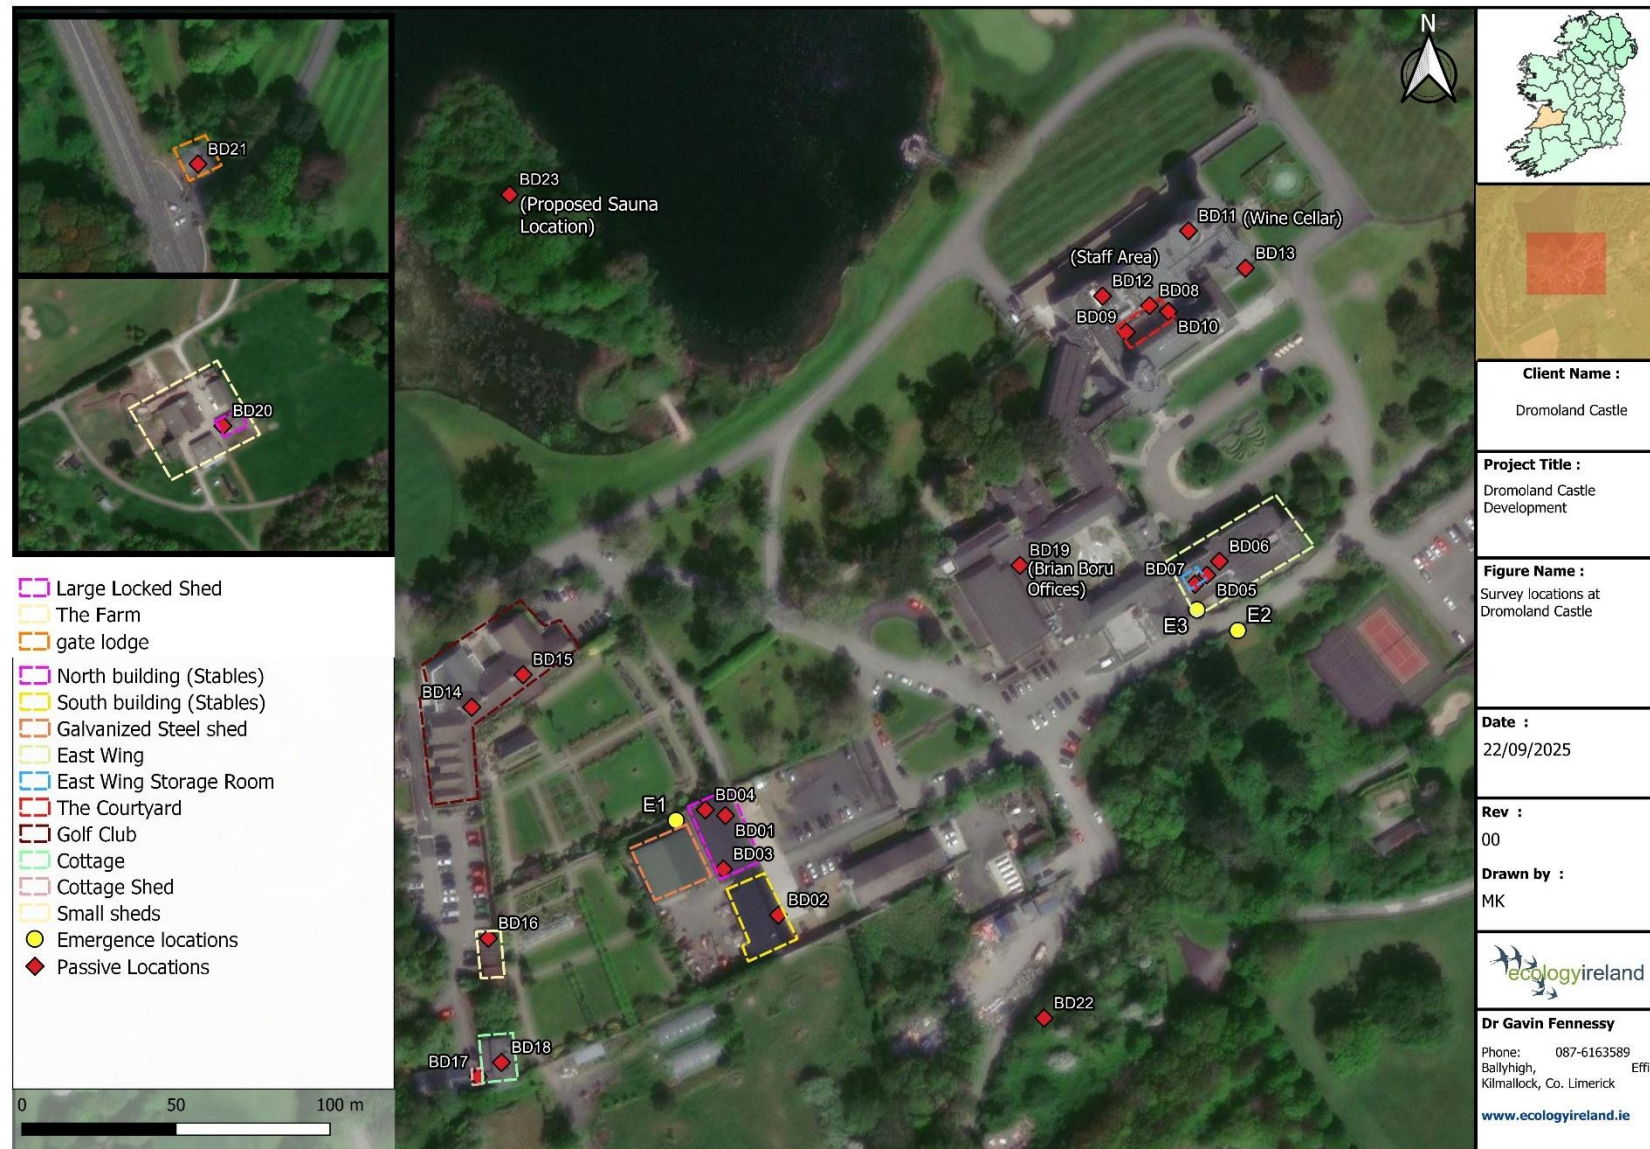 BD21
BD20
Large Locked Shed
The Farm
gate lodge
North building (Stables)
South building (Stables)
Galvanized Steel shed
East Wing
East Wing Storage Room
The Courtyard
Golf Club
Cottage
Cottage Shed
Small sheds
Emergence locations
Passive Locations
0 50 100 m
N
BD23
(Proposed Sauna
Location)
BD11 (Wine Cellar)
(Staff Area)
BD13
BD12
BD08
BD09
BD10
BD19
(Brian Boru
Offices)
BD06
BD07
BD05
E3
E2
BD15
BD14
E1
BD04
BD01
BD03
BD02
BD16
BD22
BD17
BD18
Client Name :
Dromoland Castle
Project Title :
Dromoland Castle
Development
Figure Name :
Survey locations at
Dromoland Castle
Date :
22/09/2025
Rev :
00
Drawn by :
MK
ecologyireland
Dr Gavin Fennessy
Phone: 087-6163589
Ballyhigh, Effi
Kilmallock, Co. Limerick
www.ecologyireland.ie